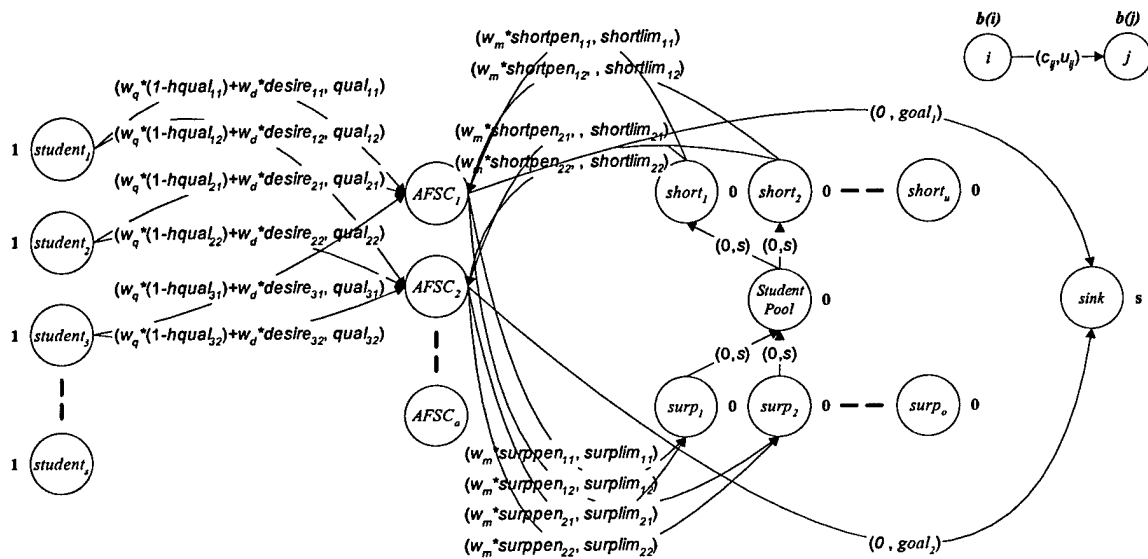 b(i) b(j)
i (c_ij, u_ij) j
(w_m*shortpen_11, shortlim_11)
(w_m*shortpen_12, , shortlim_12)
(w_m*shortpen_21, , shortlim_21)
(w_m*shortpen_22, , shortlim_22)
(0 , goal_1)
(w_q*(1-hqual_11)+w_d*desire_11, qual_11)
(w_q*(1-hqual_12)+w_d*desire_12, qual_12)
(w_q*(1-hqual_21)+w_d*desire_21, qual_21)
(w_q*(1-hqual_22)+w_d*desire_22, qual_22)
(w_q*(1-hqual_31)+w_d*desire_31, qual_31)
(w_q*(1-hqual_32)+w_d*desire_32, qual_32)
1 student_1
1 student_2
1 student_3
1 student_s
AFSC_1
AFSC_2
AFSC_a
short_1 0 short_2 0 short_u 0
(0,s) (0,s)
Student
Pool 0
sink s
(0,s) (0,s)
surp_1 0 surp_2 0 surp_o 0
(w_m*surppen_11, surplim_11)
(w_m*surppen_12, surplim_12)
(w_m*surppen_21, surplim_21)
(w_m*surppen_22, surplim_22)
(0 , goal_2)